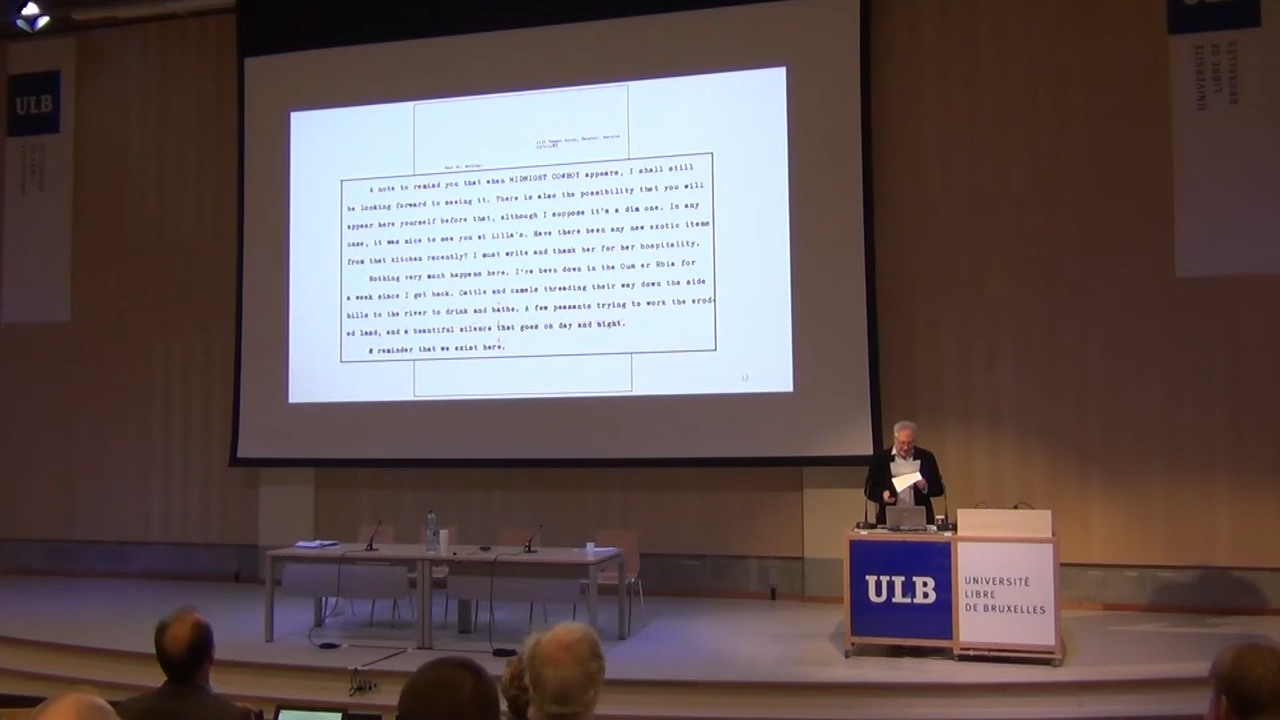 ULB
A note to remind you that when MIDNIGHT COWBOY appears, I shall still
be looking forward to seeing it. There is also the possibility that you will
appear here yourself before that, although I suppose it's a dim one. In any
case, it was nice to see you at Lilla's. Have there been any new exotic items
from that kitchen recently? I must write and thank her for her hospitality.
Nothing very much happens here. I've been down in the Oum er Rbia for
a week since I got back. Cattle and camels threading their way down the side
hills to the river to drink and bathe. A few peasants trying to work the erod-
ed land, and a beautiful silence that goes on day and night.
A reminder that we exist here.
UNIVERSITÉ
LIBRE DE
BRUXELLES
ULB
UNIVERSITÉ
LIBRE
DE BRUXELLES